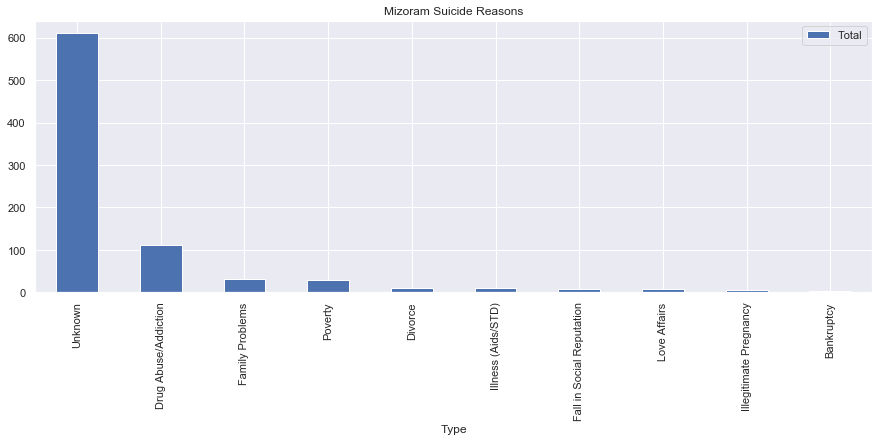 Mizoram Suicide Reasons
Total
600
500
400
300
200
100
0
Unknown
Drug Abuse/Addiction
Family Problems
Poverty
Divorce
Illness (Aids/STD)
Fall in Social Reputation
Love Affairs
Illegitimate Pregnancy
Bankruptcy
Type